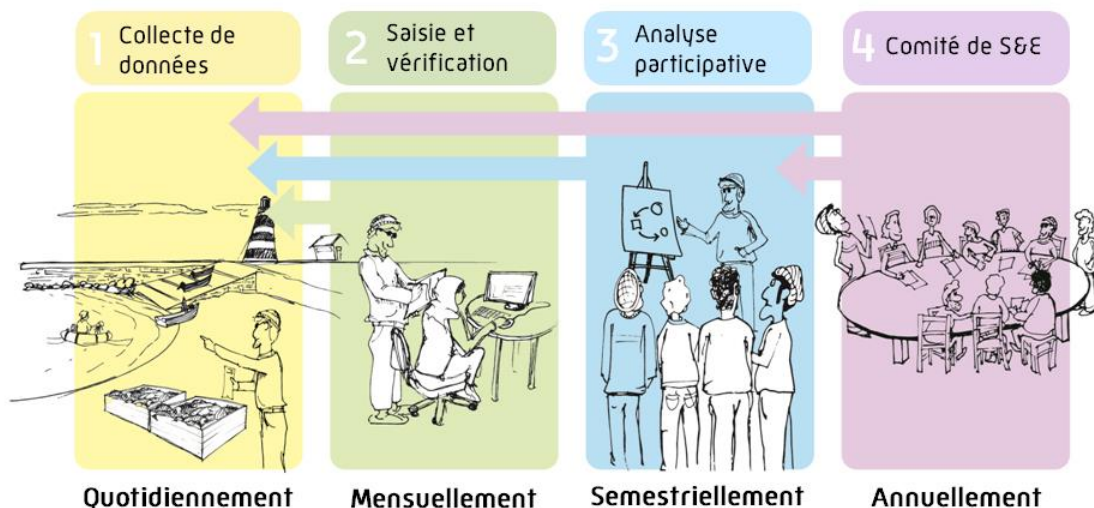 1 Collecte de
données
2 Saisie et
vérification
3 Analyse
participative
4 Comité de S&E
Quotidiennement
Mensuellement
Semestriellement
Annuellement